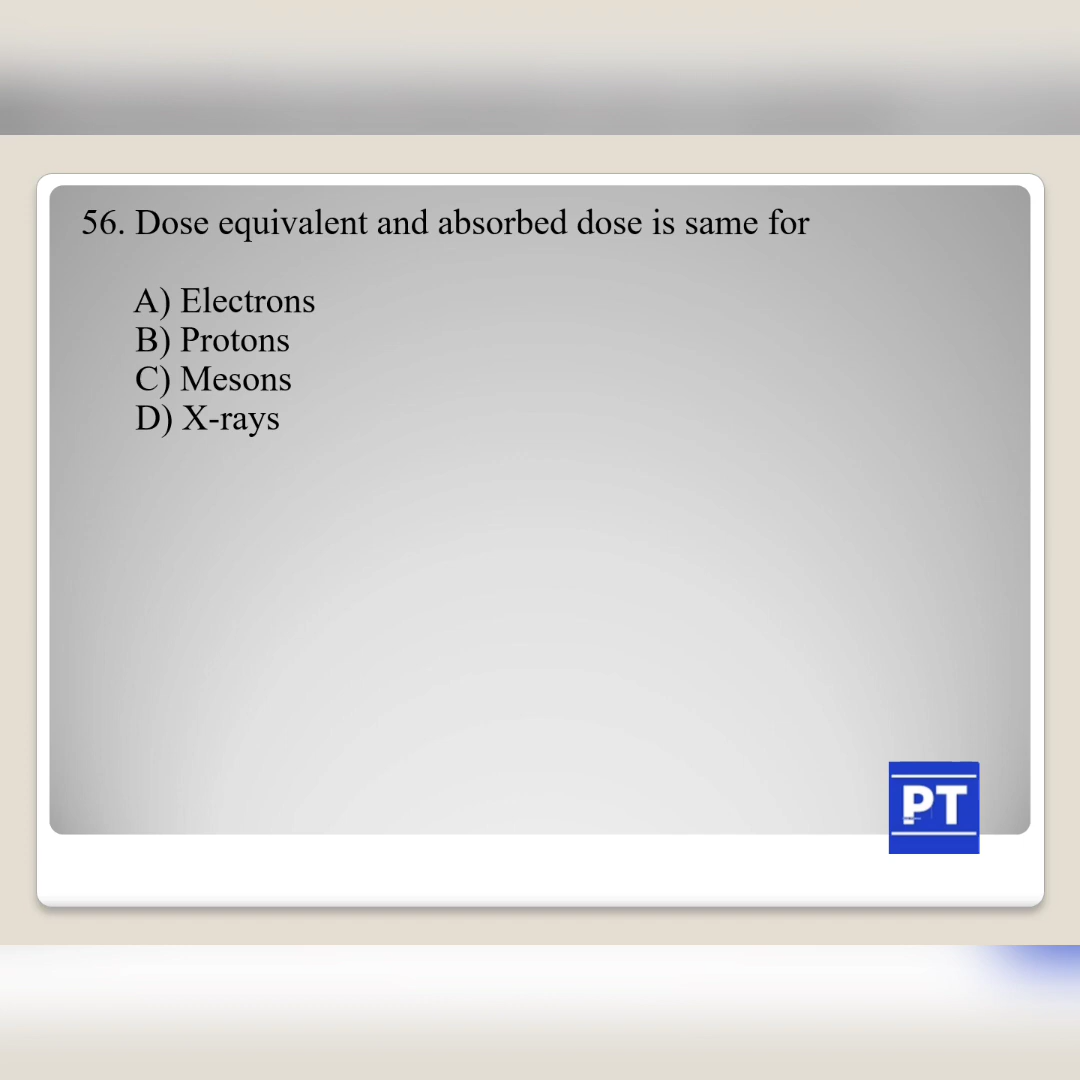 56. Dose equivalent and absorbed dose is same for
A) Electrons
B) Protons
C) Mesons
D) X-rays
PT